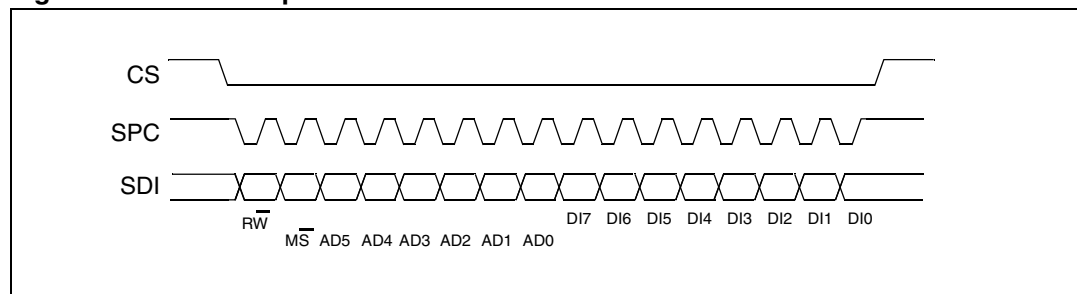 CS
SPC
SDI
RW̅
DI7 DI6 DI5 DI4 DI3 DI2 DI1 DI0
MS̅ AD5 AD4 AD3 AD2 AD1 AD0